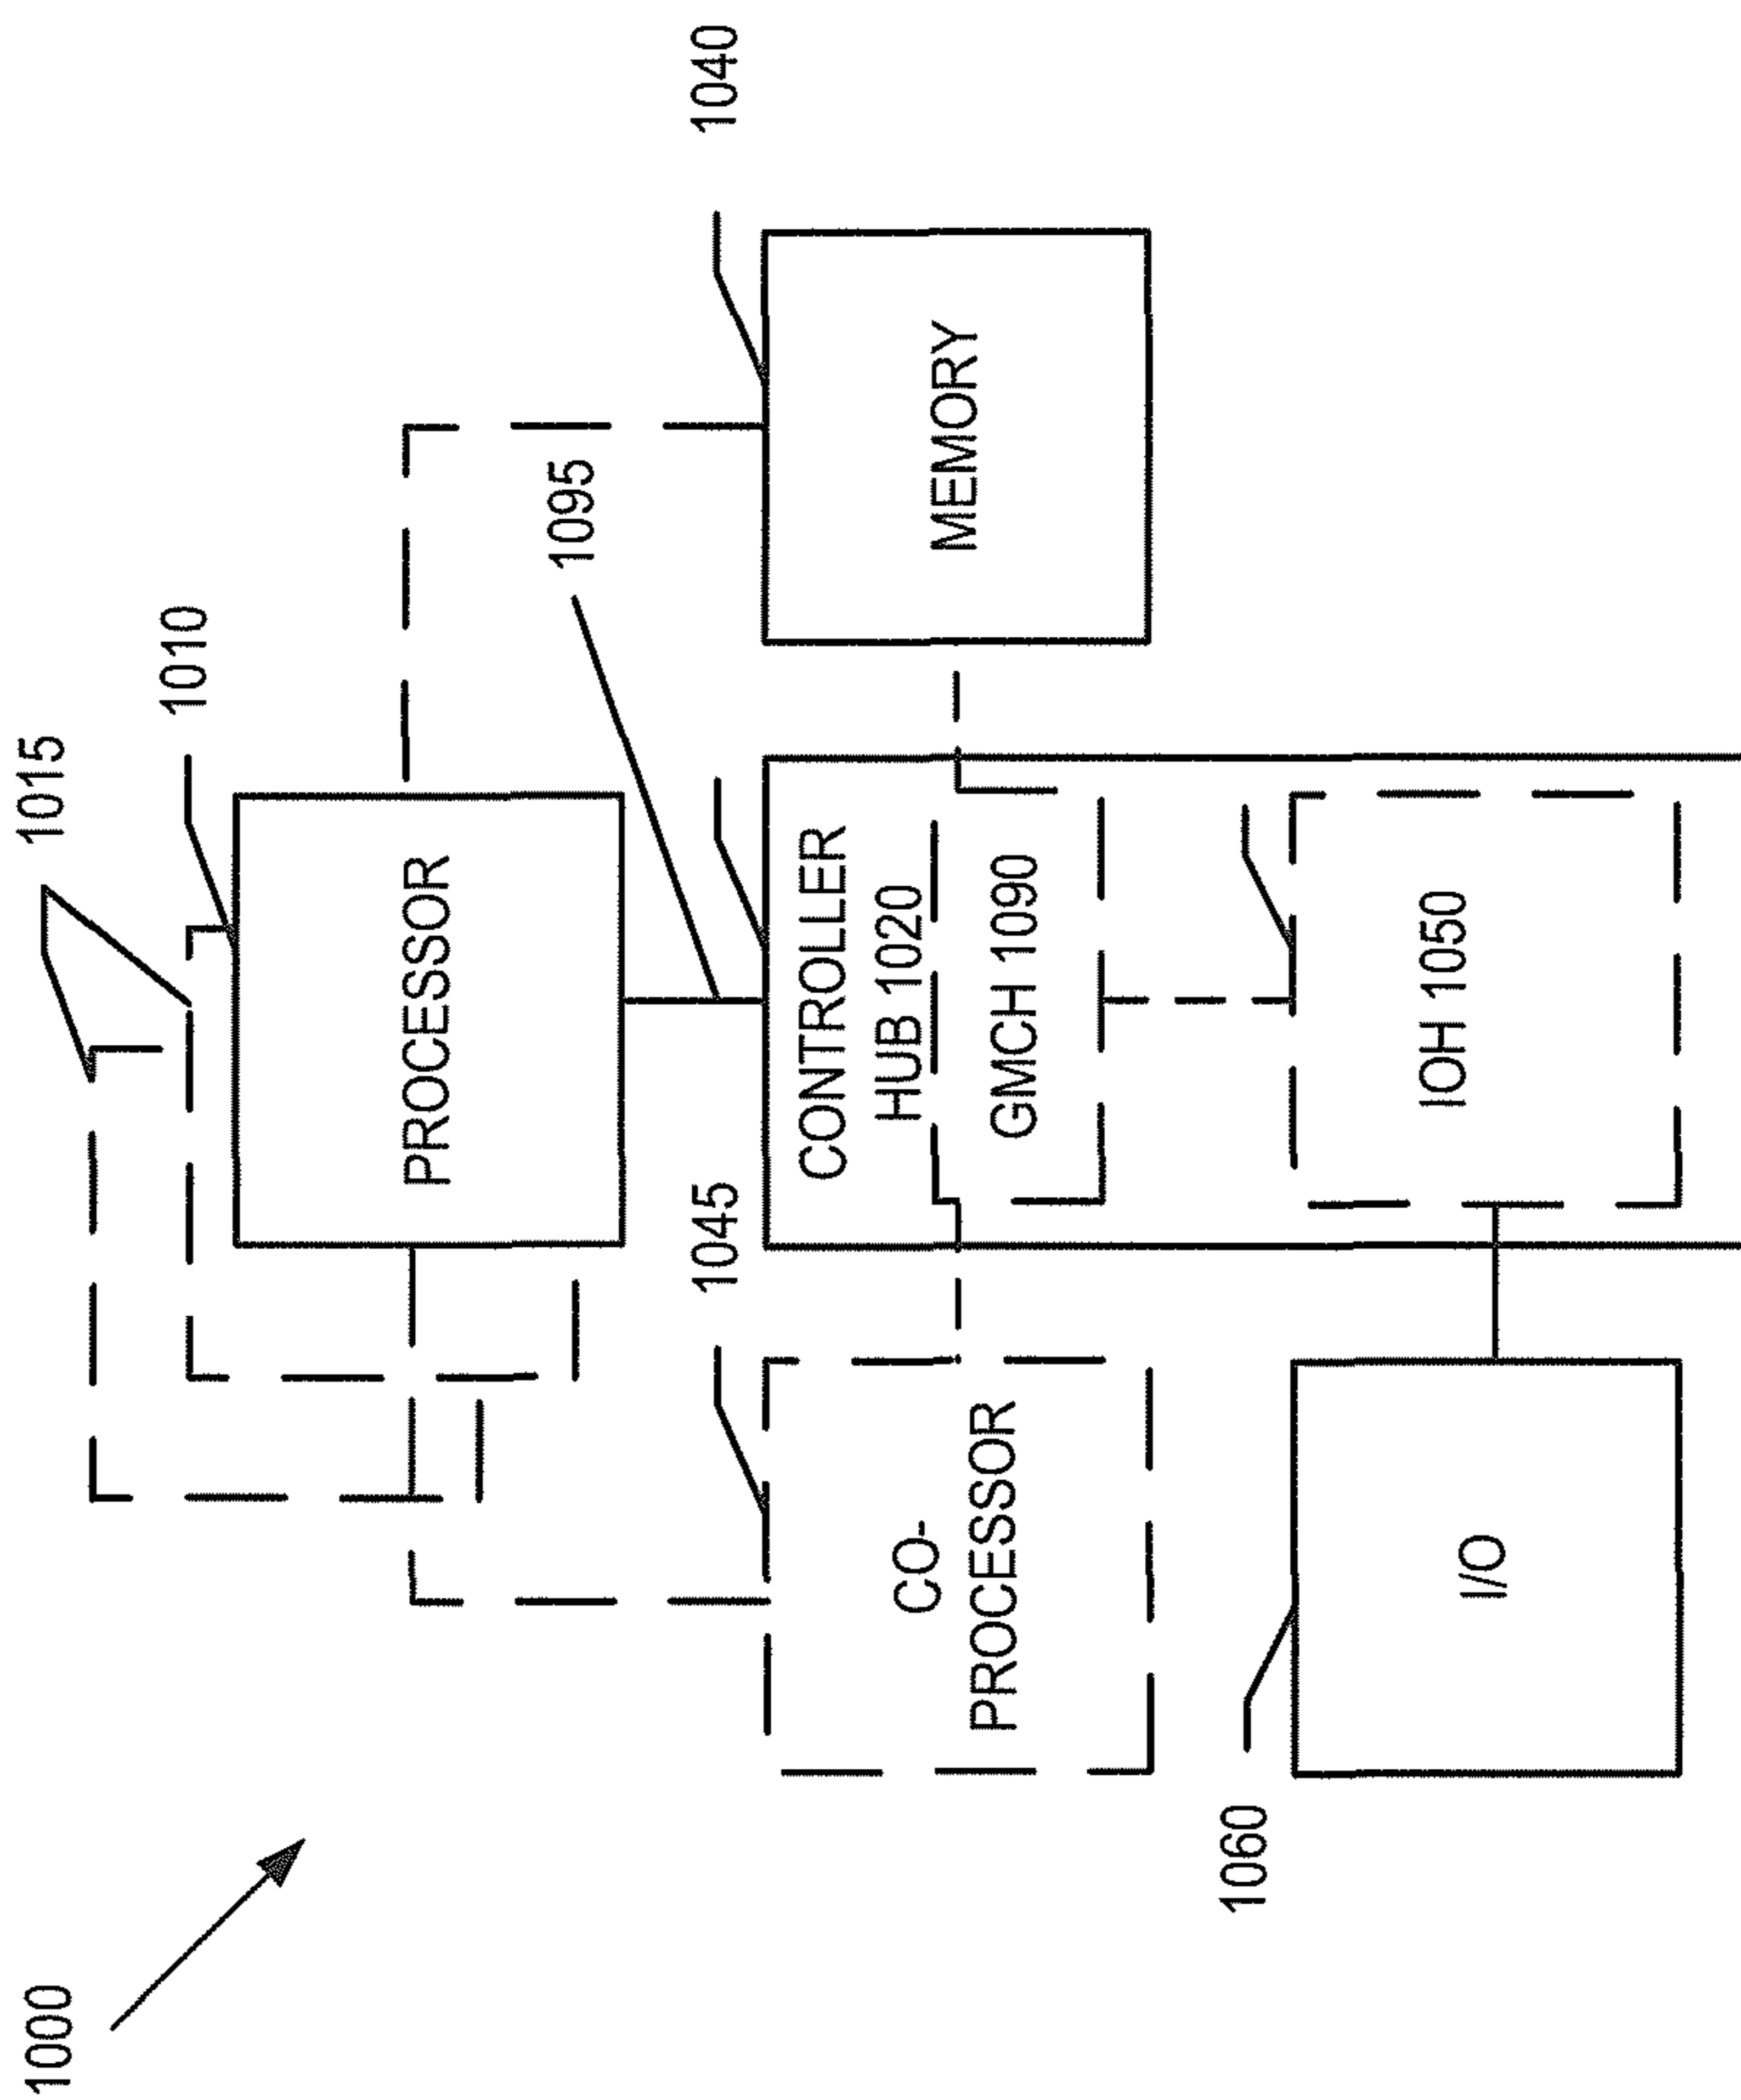 1000
1015
1010
PROCESSOR
1095
1040
1045
CO-
PROCESSOR
CONTROLLER
HUB 1020
GMCH 1090
MEMORY
1060
I/O
IOH 1050